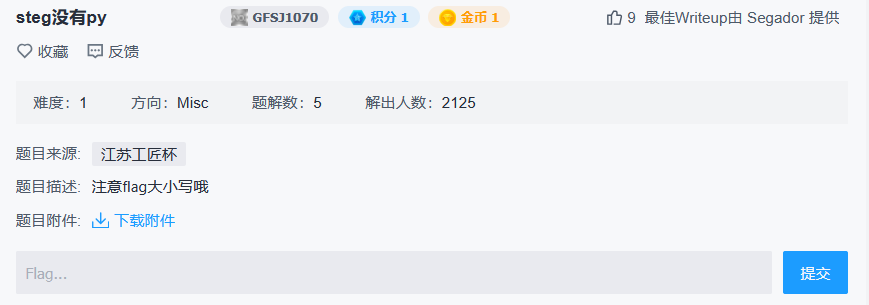 steg没有py GFSJ1070 积分 1 金币 1 9 最佳Writeup由 Segador 提供
收藏 反馈
难度：1 方向：Misc 题解数：5 解出人数：2125
题目来源: 江苏工匠杯
题目描述: 注意flag大小写哦
题目附件: 下载附件
Flag... 提交